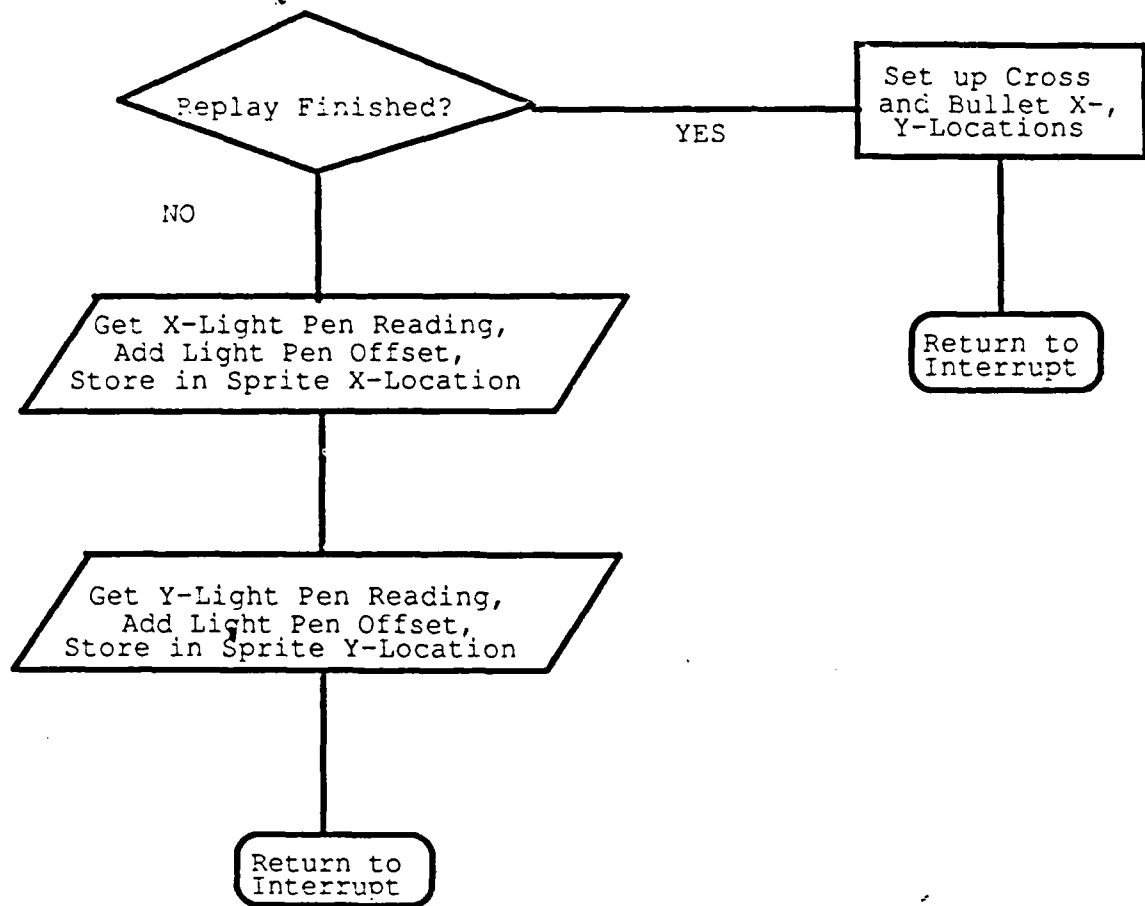 Replay Finished?
YES
Set up Cross
and Bullet X-,
Y-Locations
NO
Return to
Interrupt
Get X-Light Pen Reading,
Add Light Pen Offset,
Store in Sprite X-Location
Get Y-Light Pen Reading,
Add Light Pen Offset,
Store in Sprite Y-Location
Return to
Interrupt